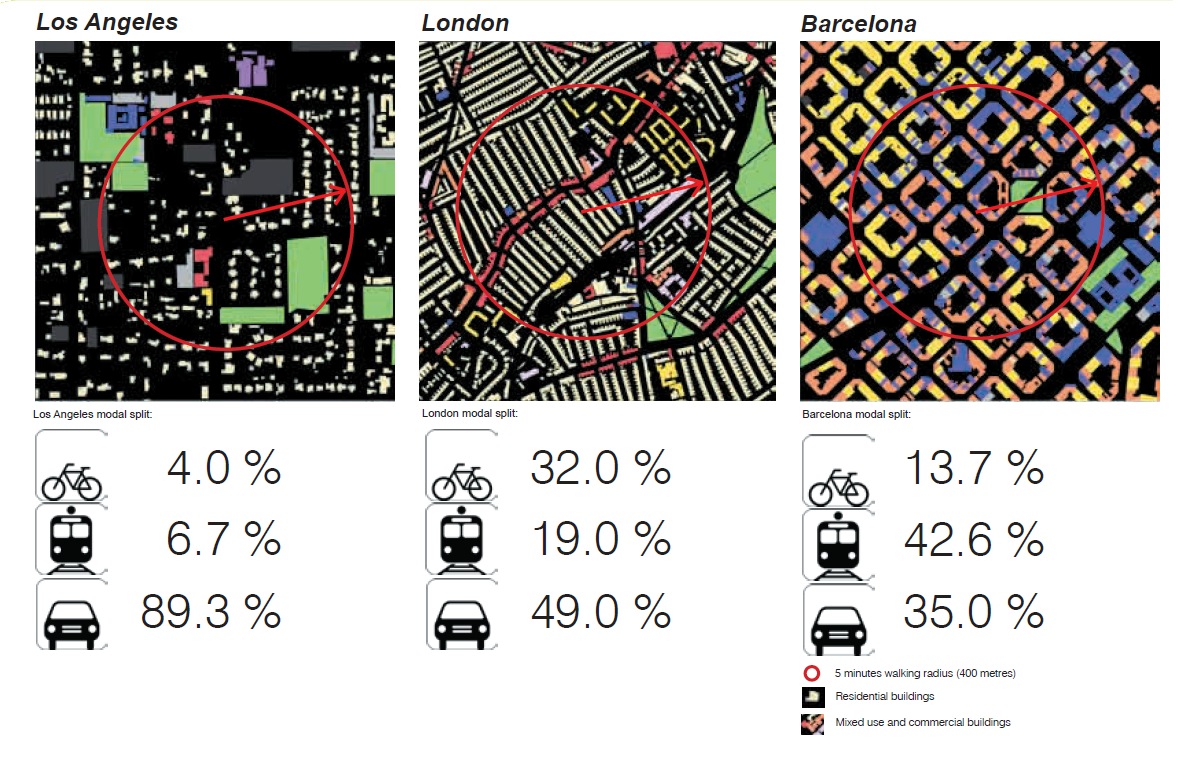 Los Angeles
London
Barcelona
Los Angeles modal split:
4.0 %
6.7 %
89.3 %
London modal split:
32.0 %
19.0 %
49.0 %
Barcelona modal split:
13.7 %
42.6 %
35.0 %
5 minutes walking radius (400 metres)
Residential buildings
Mixed use and commercial buildings